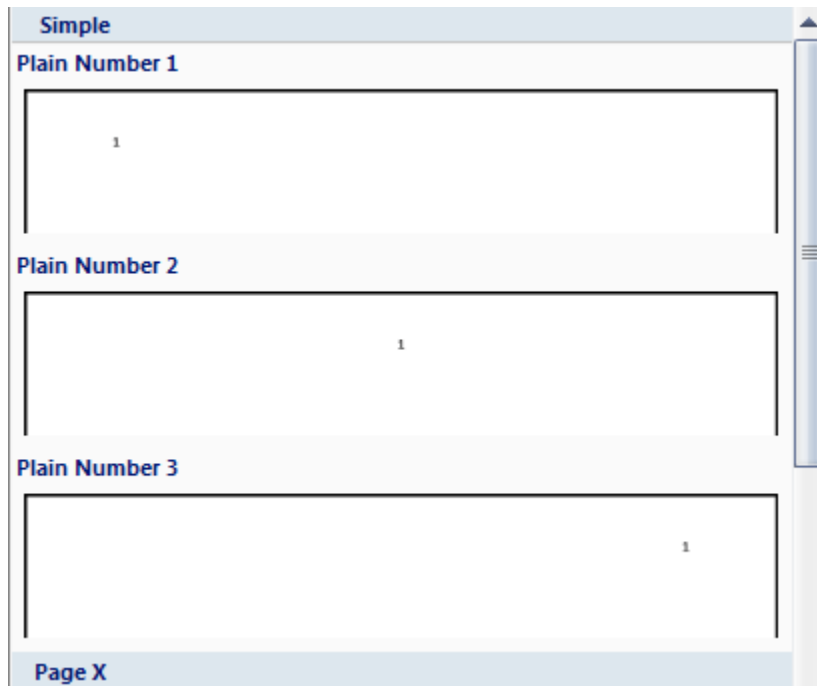 Simple
Plain Number 1
1
Plain Number 2
1
Plain Number 3
1
Page X